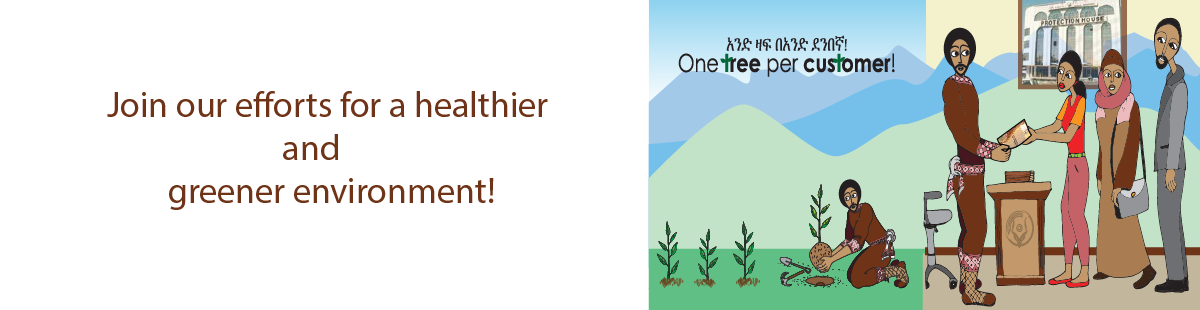 Join our efforts for a healthier
and
greener environment!
አንድ ዛፍ በአንድ ደንበኛ!
One tree per customer!
PROTECTION HOUSE